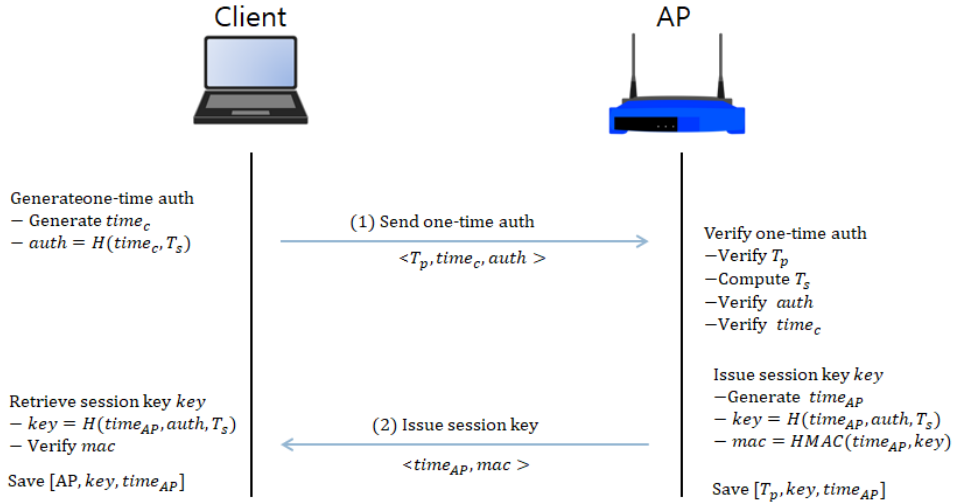 Client
AP
Generateone-time auth
− Generate time_c
− auth = H(time_c, T_s)
(1) Send one-time auth
<T_p, time_c, auth >
Verify one-time auth
−Verify T_p
−Compute T_s
−Verify auth
−Verify time_c
Issue session key key
−Generate time_AP
− key = H(time_AP, auth, T_s)
− mac = HMAC(time_AP, key)
Retrieve session key key
− key = H(time_AP, auth, T_s)
− Verify mac
(2) Issue session key
<time_AP, mac >
Save [AP, key, time_AP]
Save [T_p, key, time_AP]